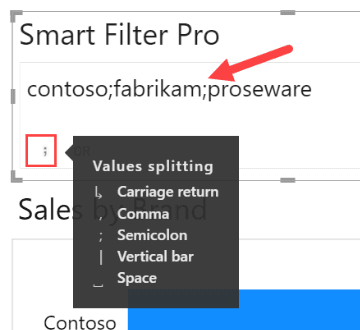 Smart Filter Pro
contoso;fabrikam;proseware
; OR
Values splitting
Carriage return
, Comma
; Semicolon
| Vertical bar
Space
Sales by Brand
Contoso